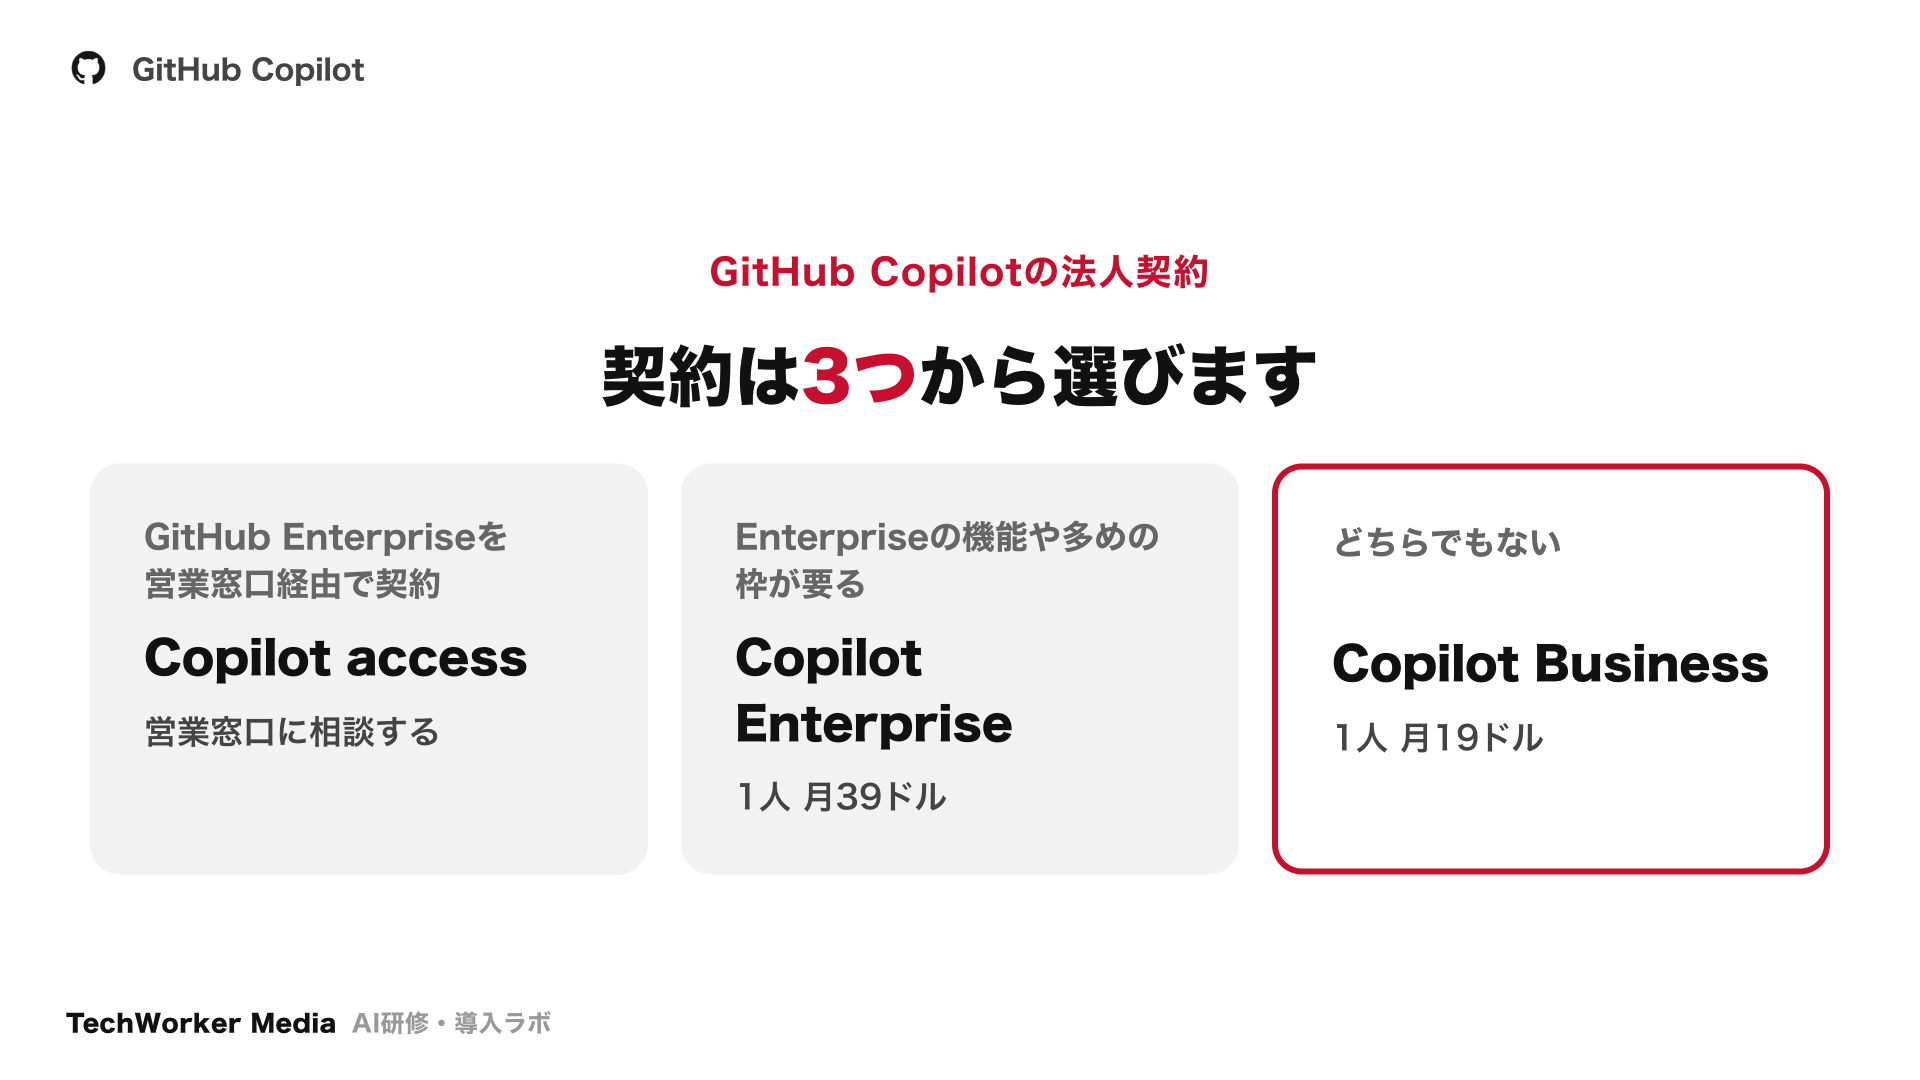 GitHub Copilot
GitHub Copilotの法人契約
契約は3つから選びます
GitHub Enterpriseを
営業窓口経由で契約
Copilot access
営業窓口に相談する
Enterpriseの機能や多めの
枠が要る
Copilot
Enterprise
1人 月39ドル
どちらでもない
Copilot Business
1人 月19ドル
TechWorker Media AI研修・導入ラボ